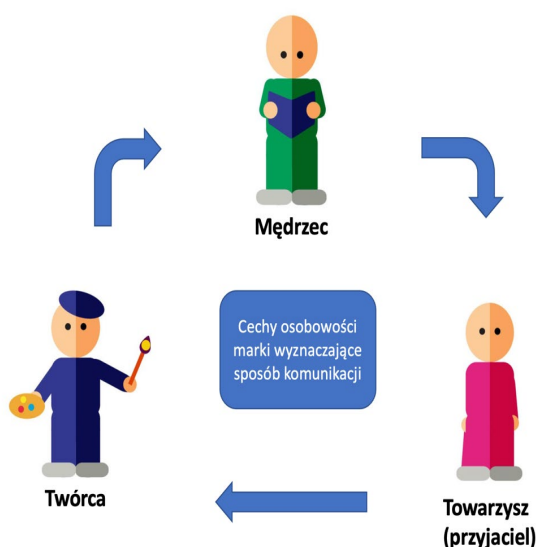 Mędrzec
Cechy osobowości
marki wyznaczające
sposób komunikacji
Twórca
Towarzysz
(przyjaciel)